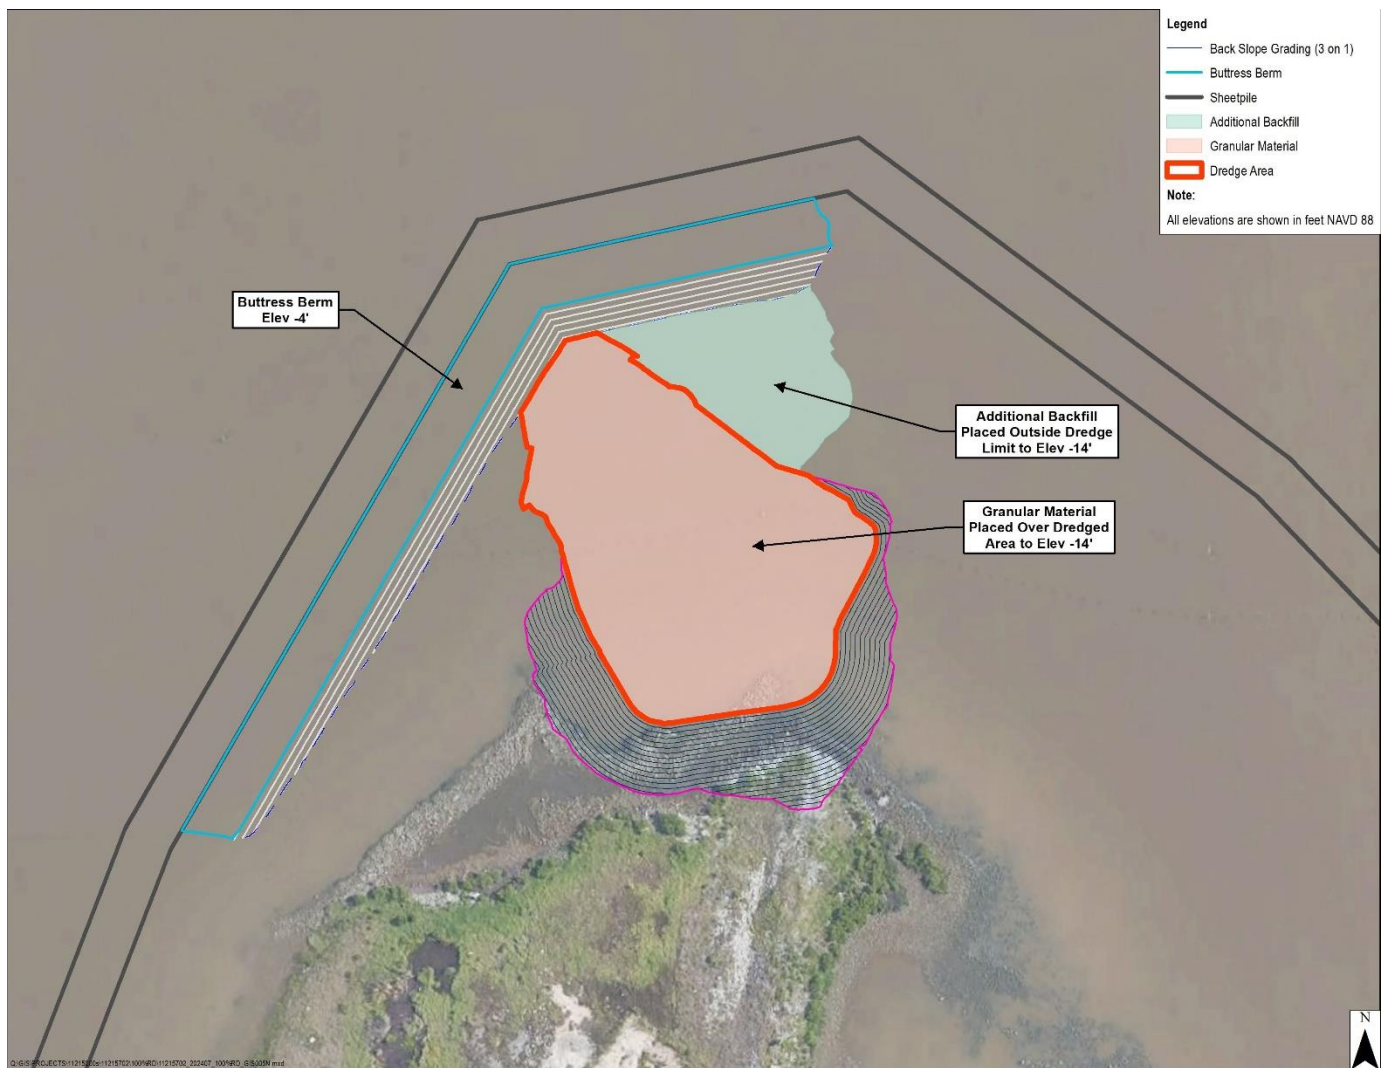 Legend
Back Slope Grading (3 on 1)
Buttress Berm
Sheetpile
Additional Backfill
Granular Material
Dredge Area
Note:
All elevations are shown in feet NAVD 88
Buttress Berm
Elev -4'
Additional Backfill
Placed Outside Dredge
Limit to Elev -14'
Granular Material
Placed Over Dredged
Area to Elev -14'
N